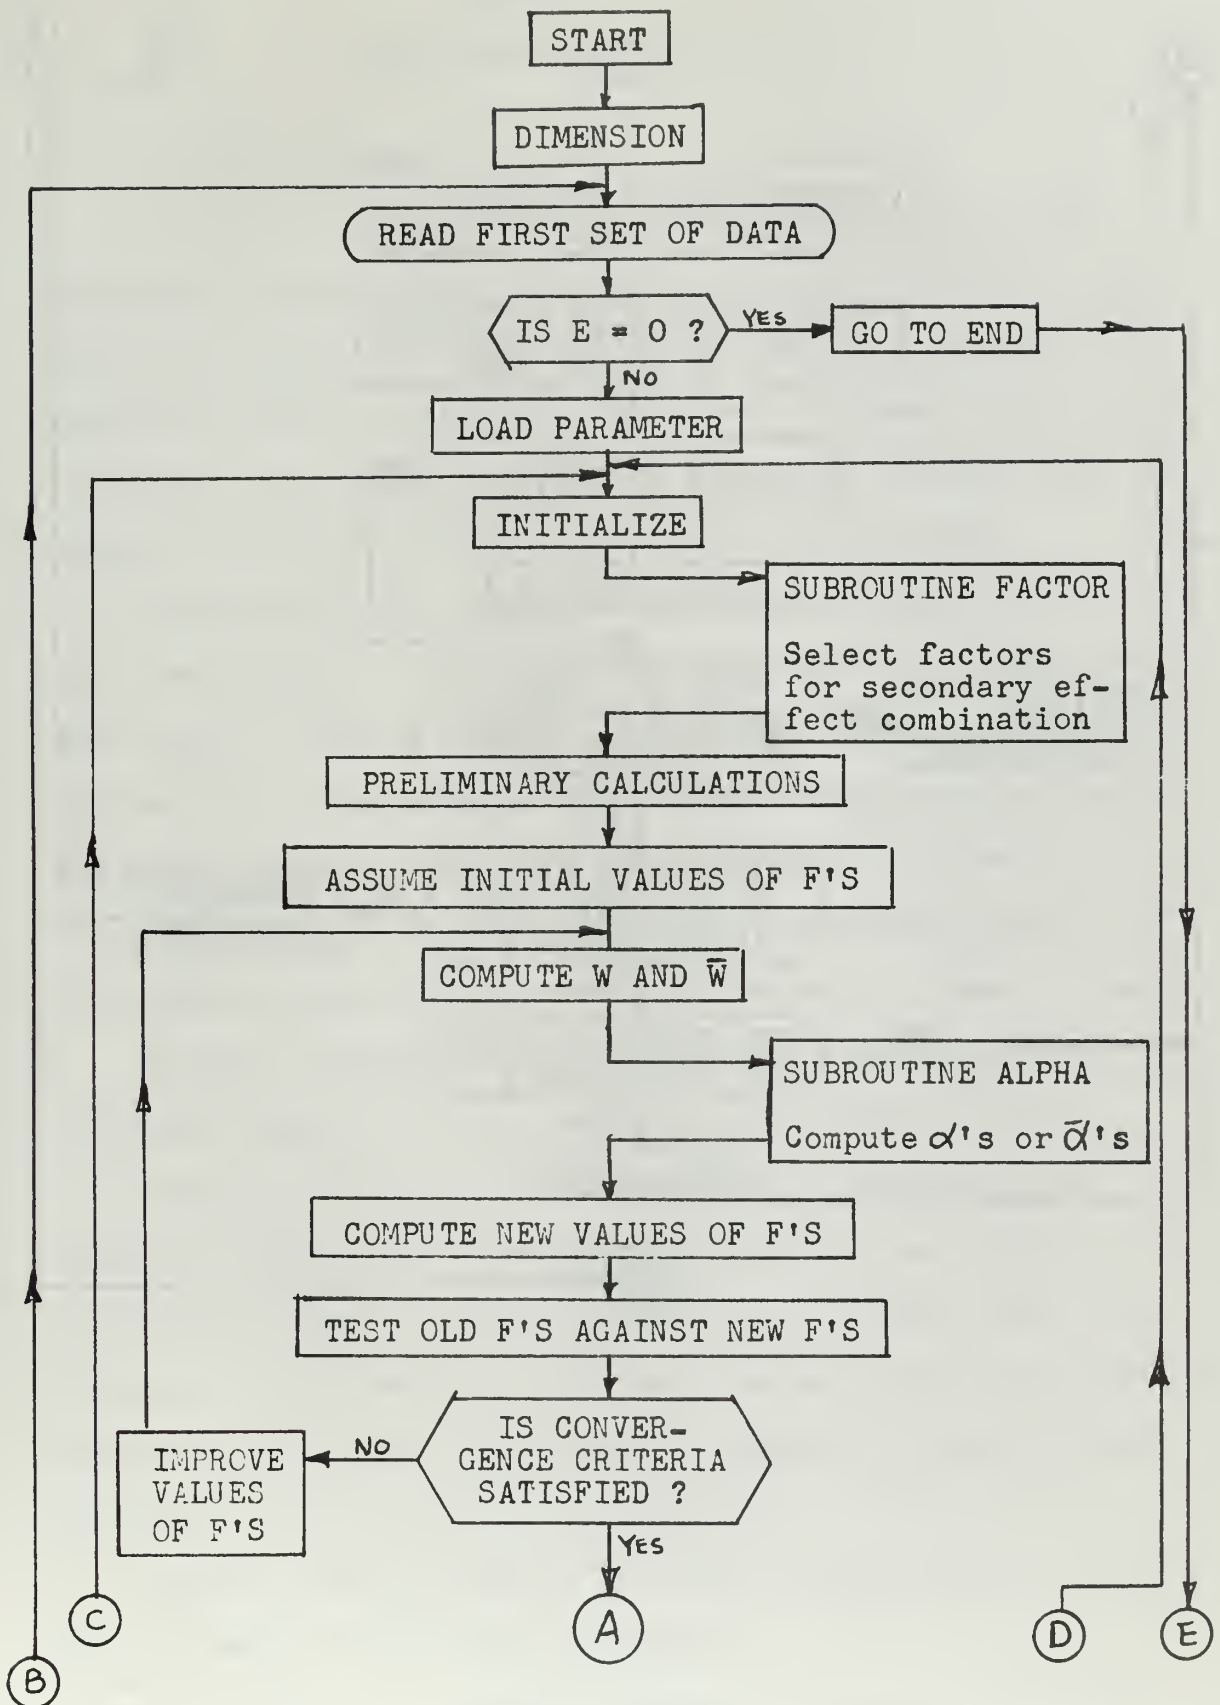 START
DIMENSION
READ FIRST SET OF DATA
IS E = 0 ?
YES
GO TO END
NO
LOAD PARAMETER
INITIALIZE
SUBROUTINE FACTOR
Select factors
for secondary ef-
fect combination
PRELIMINARY CALCULATIONS
ASSUME INITIAL VALUES OF F'S
COMPUTE W AND W̅
SUBROUTINE ALPHA
Compute α's or α̅'s
COMPUTE NEW VALUES OF F'S
TEST OLD F'S AGAINST NEW F'S
IS CONVER-
GENCE CRITERIA
SATISFIED ?
NO
IMPROVE
VALUES
OF F'S
YES
C
A
D
E
B